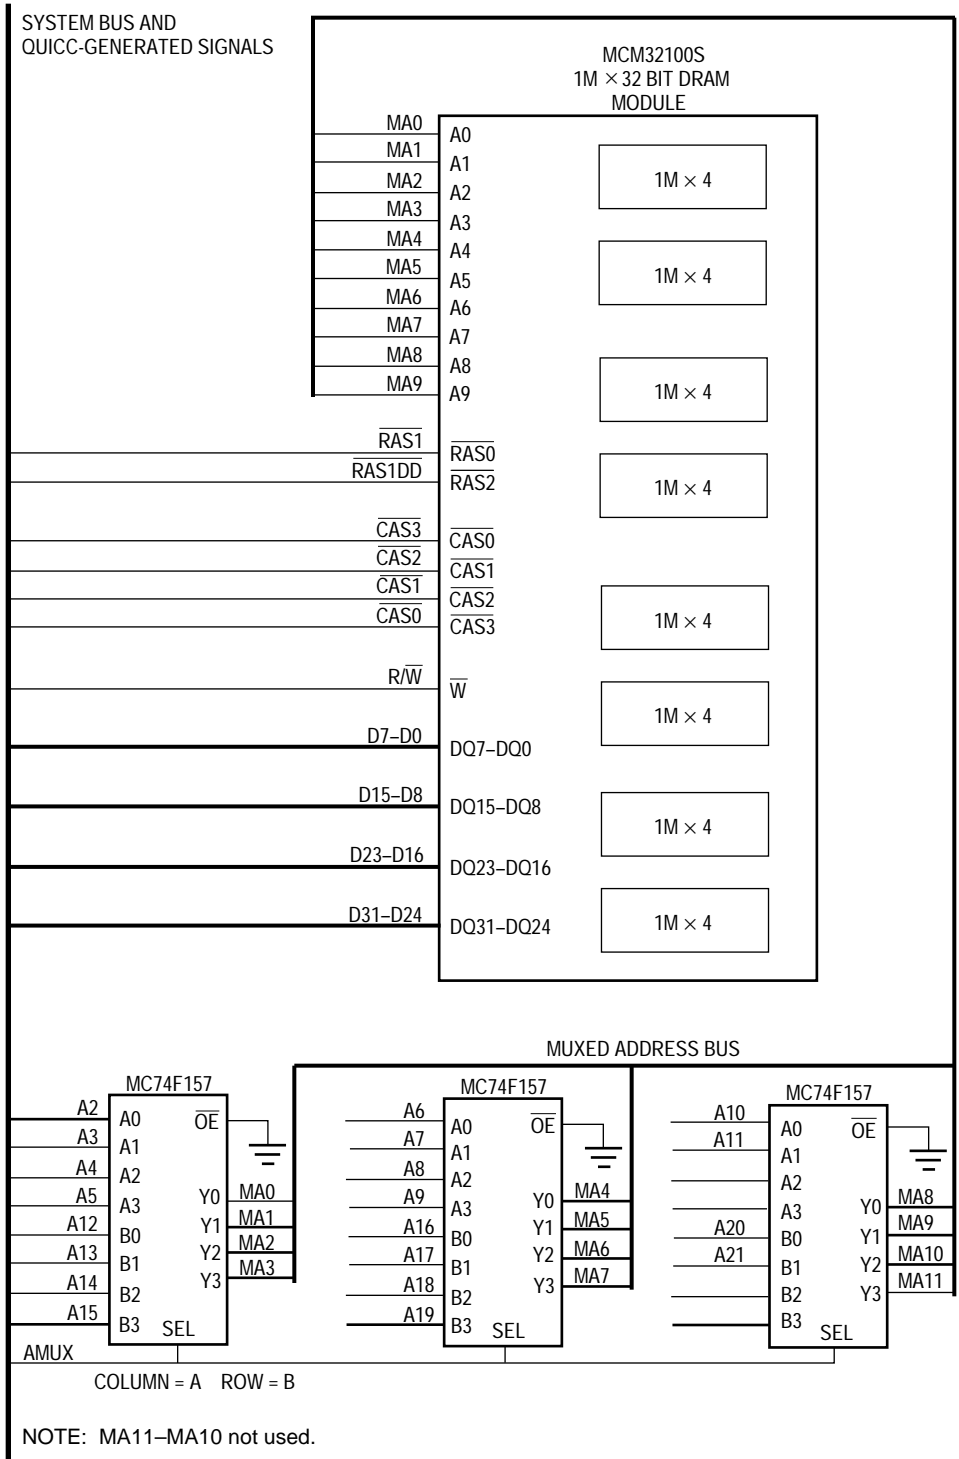 SYSTEM BUS AND
QUICC-GENERATED SIGNALS
MCM32100S
1M × 32 BIT DRAM
MODULE
MA0
A0
MA1
A1
MA2
A2
MA3
A3
MA4
A4
MA5
A5
MA6
A6
MA7
A7
MA8
A8
MA9
A9
1M × 4
1M × 4
1M × 4
1M × 4
1M × 4
1M × 4
1M × 4
1M × 4
RAS1
RAS0
RAS1DD
RAS2
CAS3
CAS0
CAS2
CAS1
CAS1
CAS2
CAS0
CAS3
R/W
W
D7–D0
DQ7–DQ0
D15–D8
DQ15–DQ8
D23–D16
DQ23–DQ16
D31–D24
DQ31–DQ24
MUXED ADDRESS BUS
MC74F157
A2
A0
OE
A3
A1
A4
A2
A5
A3
Y0
MA0
A12
B0
Y1
MA1
A13
B1
Y2
MA2
A14
B2
Y3
MA3
A15
B3
SEL
MC74F157
A6
A0
OE
A7
A1
A8
A2
A9
A3
Y0
MA4
A16
B0
Y1
MA5
A17
B1
Y2
MA6
A18
B2
Y3
MA7
A19
B3
SEL
MC74F157
A10
A0
OE
A11
A1
A2
A3
Y0
MA8
A20
B0
Y1
MA9
A21
B1
Y2
MA10
B2
Y3
MA11
B3
SEL
AMUX
COLUMN = A ROW = B
NOTE: MA11–MA10 not used.